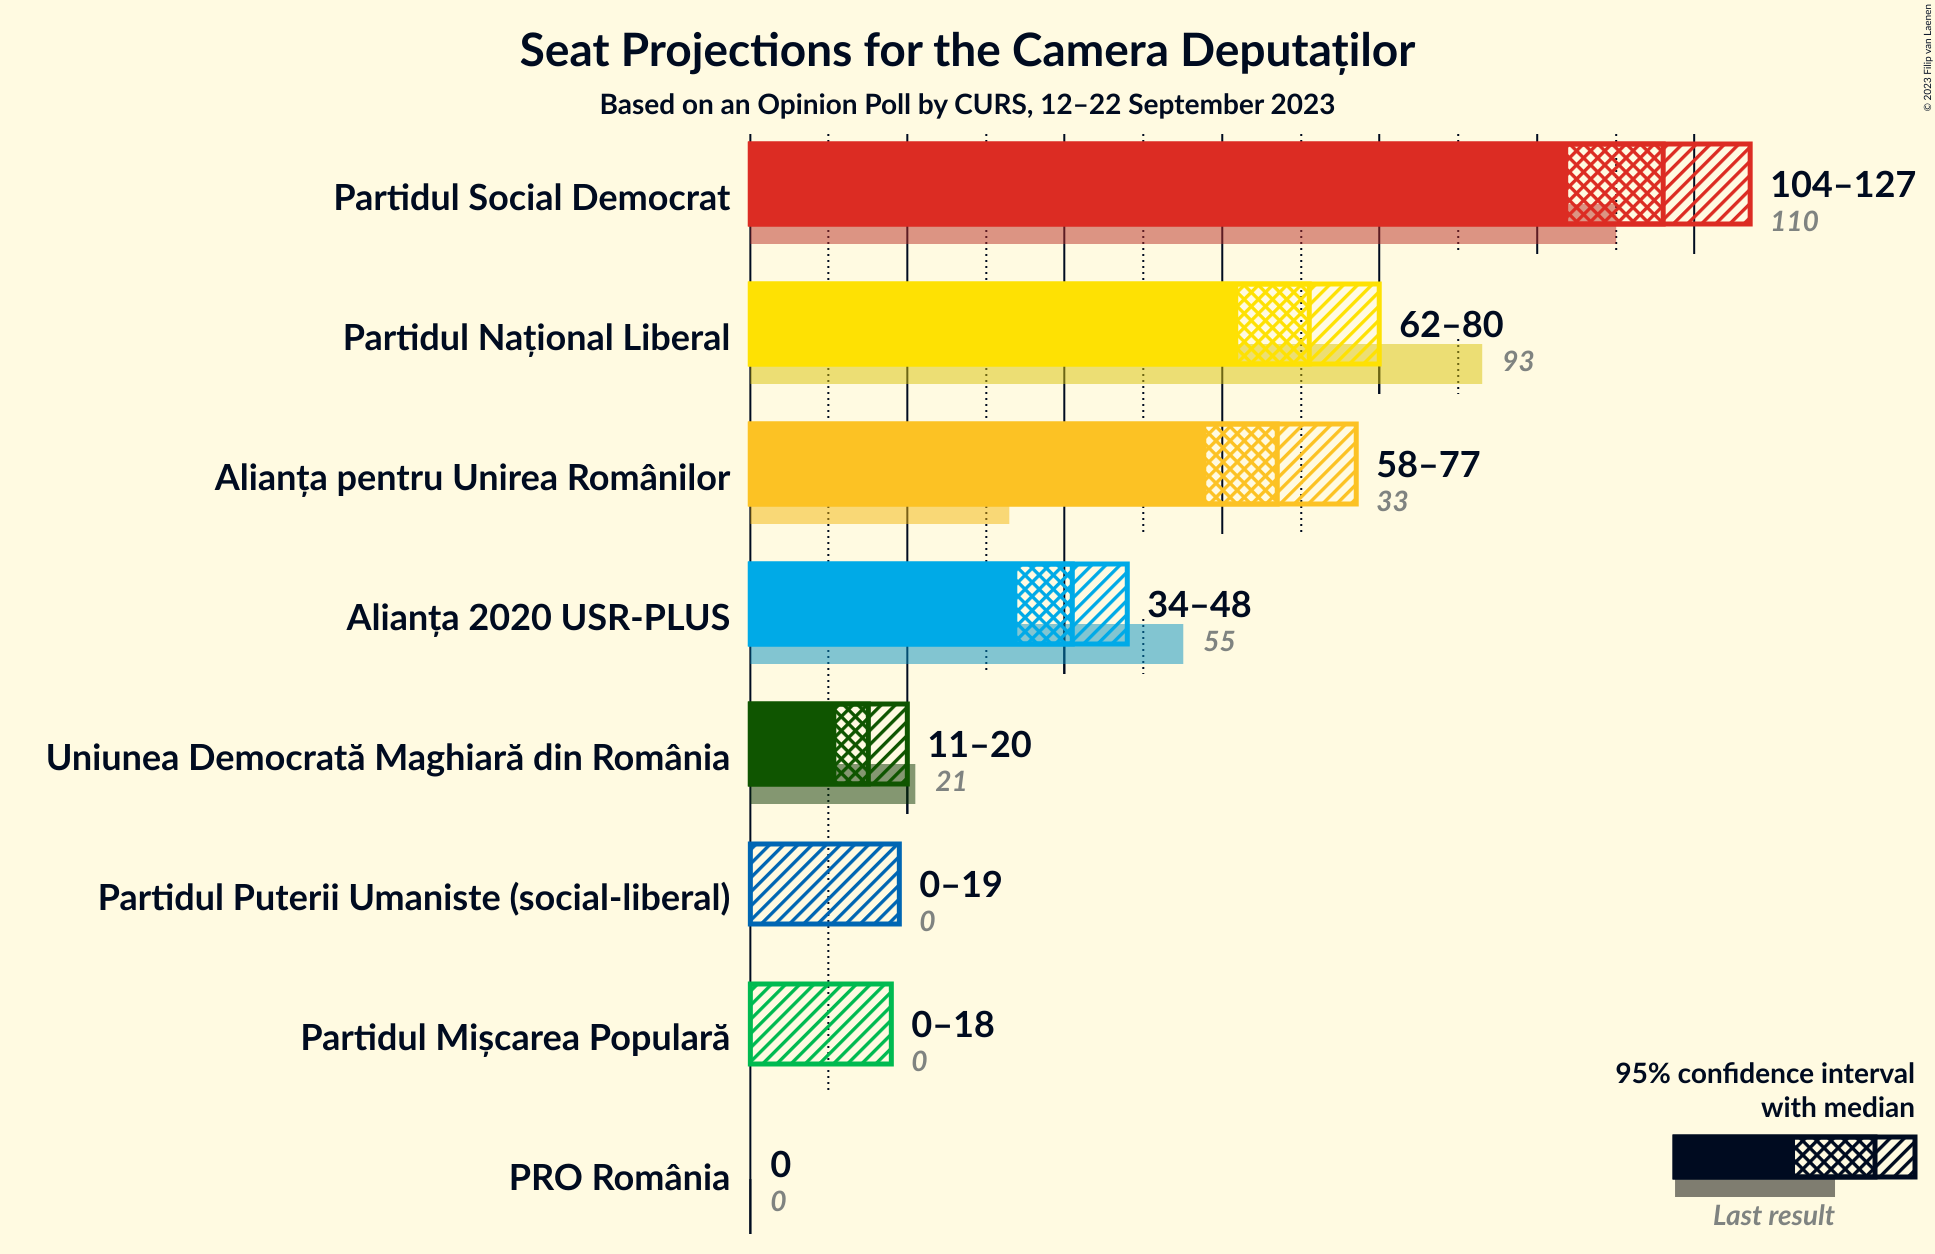 Seat Projections for the Camera Deputaților
Based on an Opinion Poll by CURS, 12–22 September 2023
© 2023 Filip van Laenen
Partidul Social Democrat
104–127
110
Partidul Național Liberal
62–80
93
Alianța pentru Unirea Românilor
58–77
33
Alianța 2020 USR-PLUS
34–48
55
Uniunea Democrată Maghiară din România
11–20
21
Partidul Puterii Umaniste (social-liberal)
0–19
0
Partidul Mișcarea Populară
0–18
0
PRO România
0
0
95% confidence interval
with median
Last result